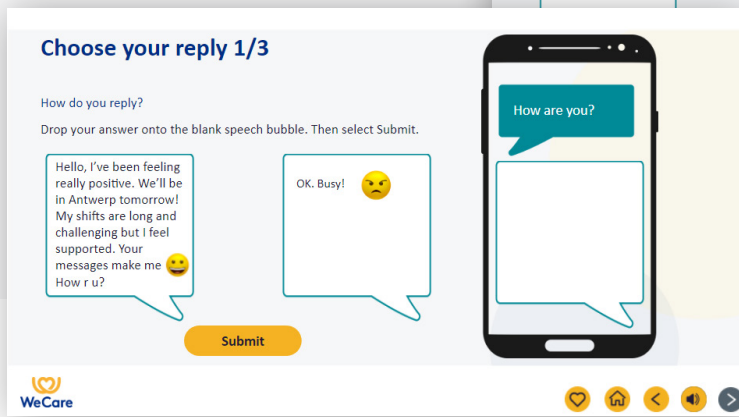 Choose your reply 1/3
How do you reply?
Drop your answer onto the blank speech bubble. Then select Submit.
Hello, I've been feeling
really positive. We'll be
in Antwerp tomorrow!
My shifts are long and
challenging but I feel
supported. Your
messages make me
How r u?
OK. Busy!
How are you?
Submit
WeCare